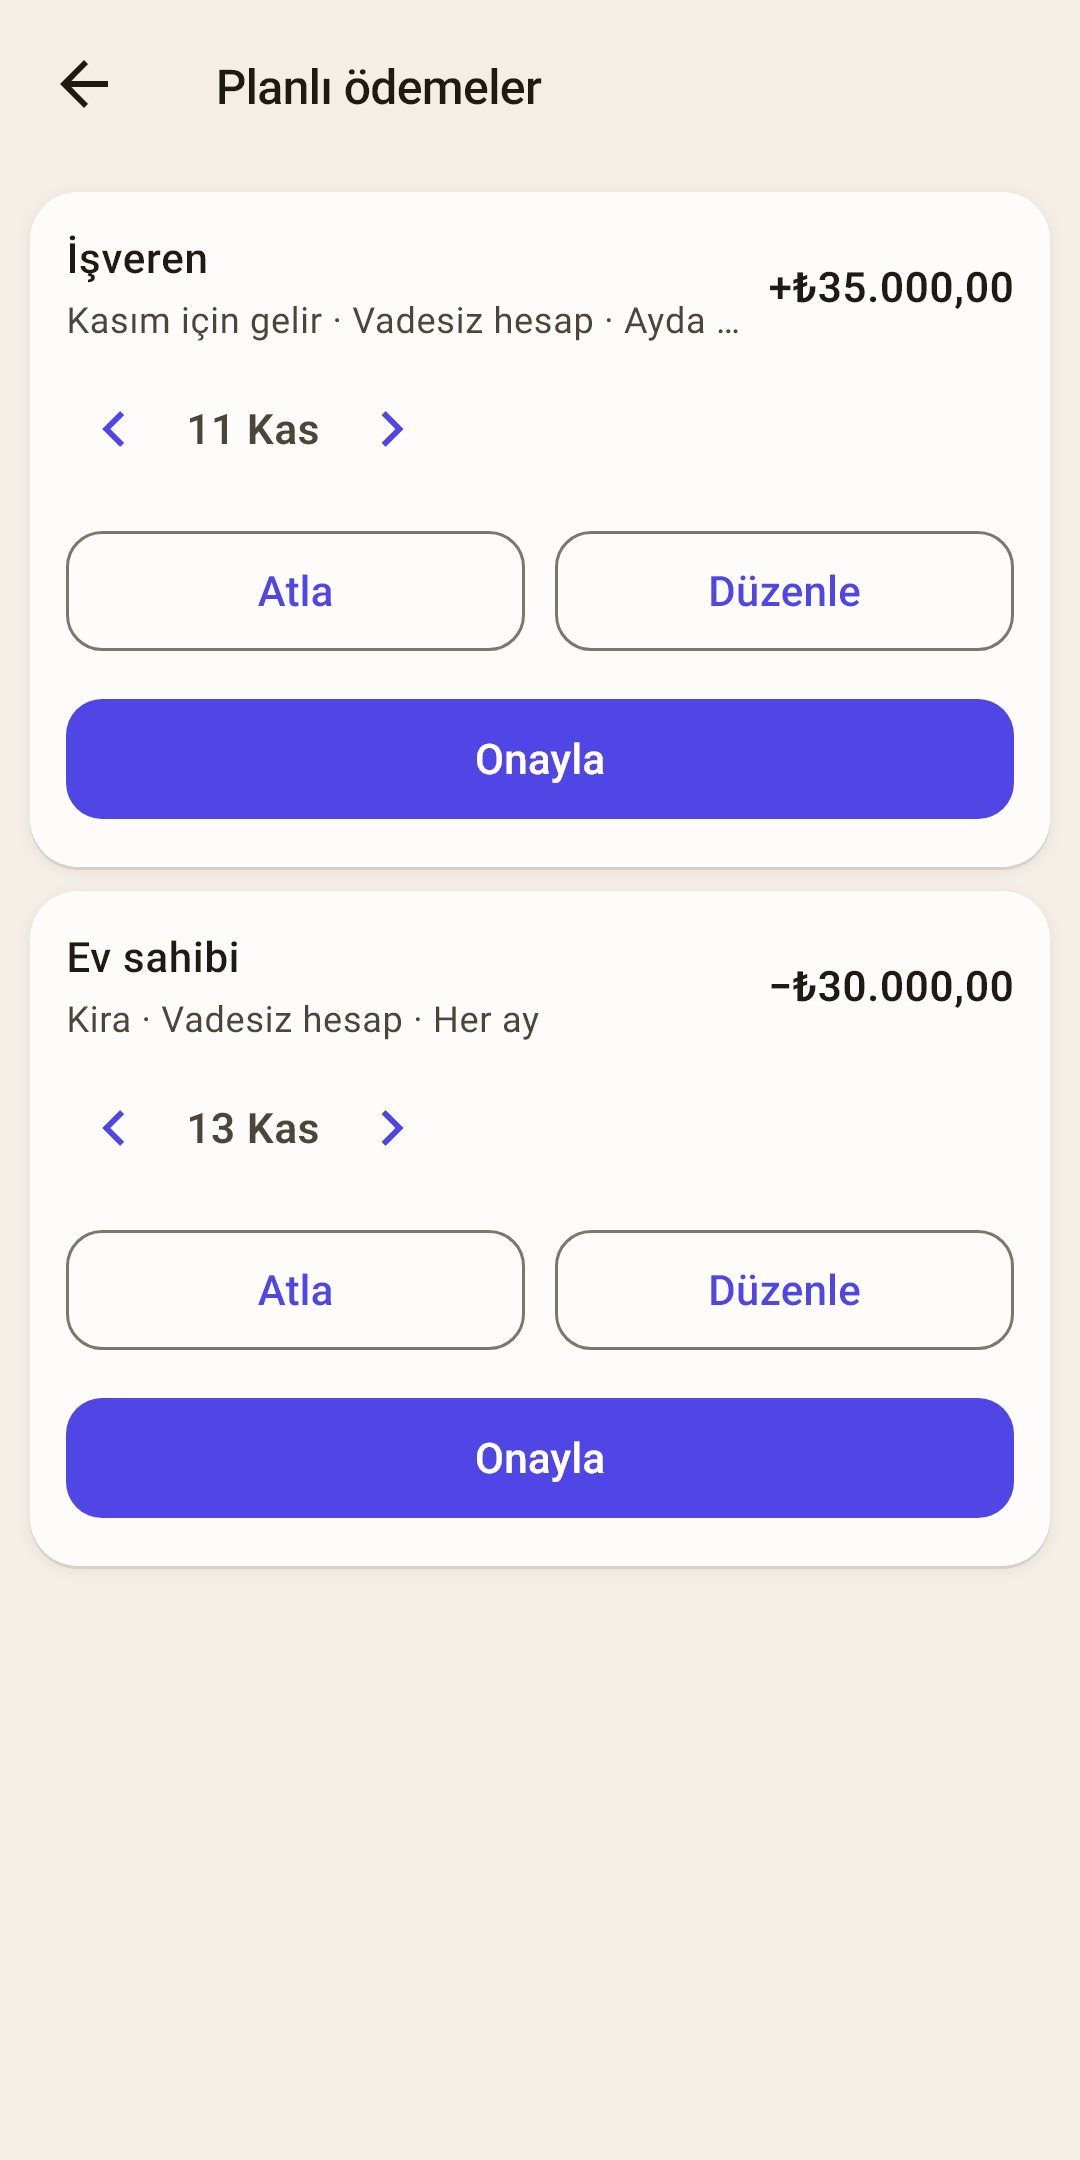 Planlı ödemeler
İşveren
+₺35.000,00
Kasım için gelir · Vadesiz hesap · Ayda ...
11 Kas
Atla
Düzenle
Onayla
Ev sahibi
−₺30.000,00
Kira · Vadesiz hesap · Her ay
13 Kas
Atla
Düzenle
Onayla